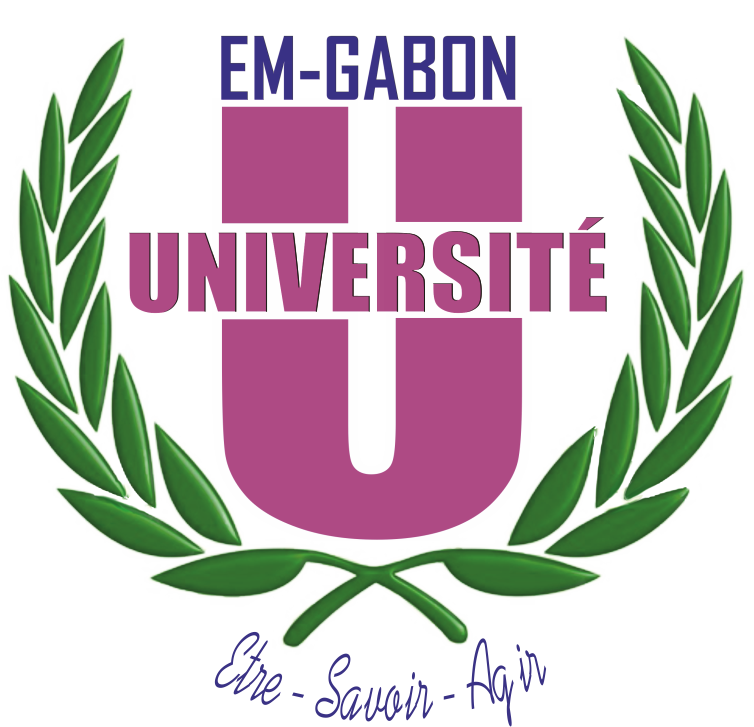 EM-GABON
U
UNIVERSITÉ
Etre - Savoir - Agir